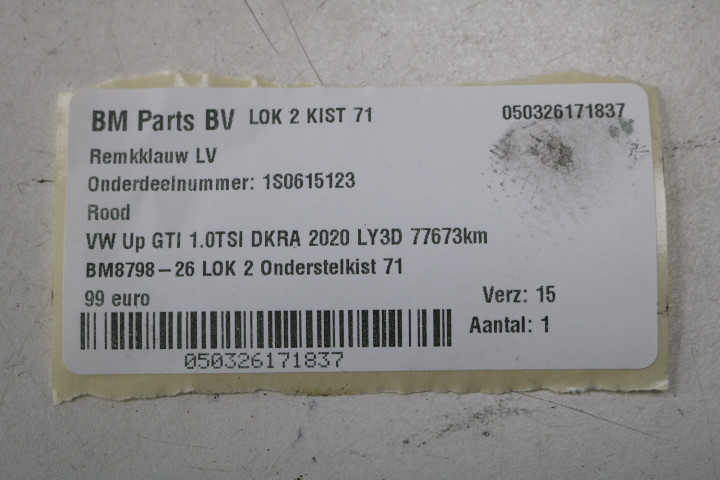 BM Parts BV LOK 2 KIST 71 050326171837
Remkklauw LV
Onderdeelnummer: 1S0615123
Rood
VW Up GTI 1.0TSI DKRA 2020 LY3D 77673km
BM8798-26 LOK 2 Onderstelkist 71
99 euro Verz: 15
Aantal: 1
050326171837